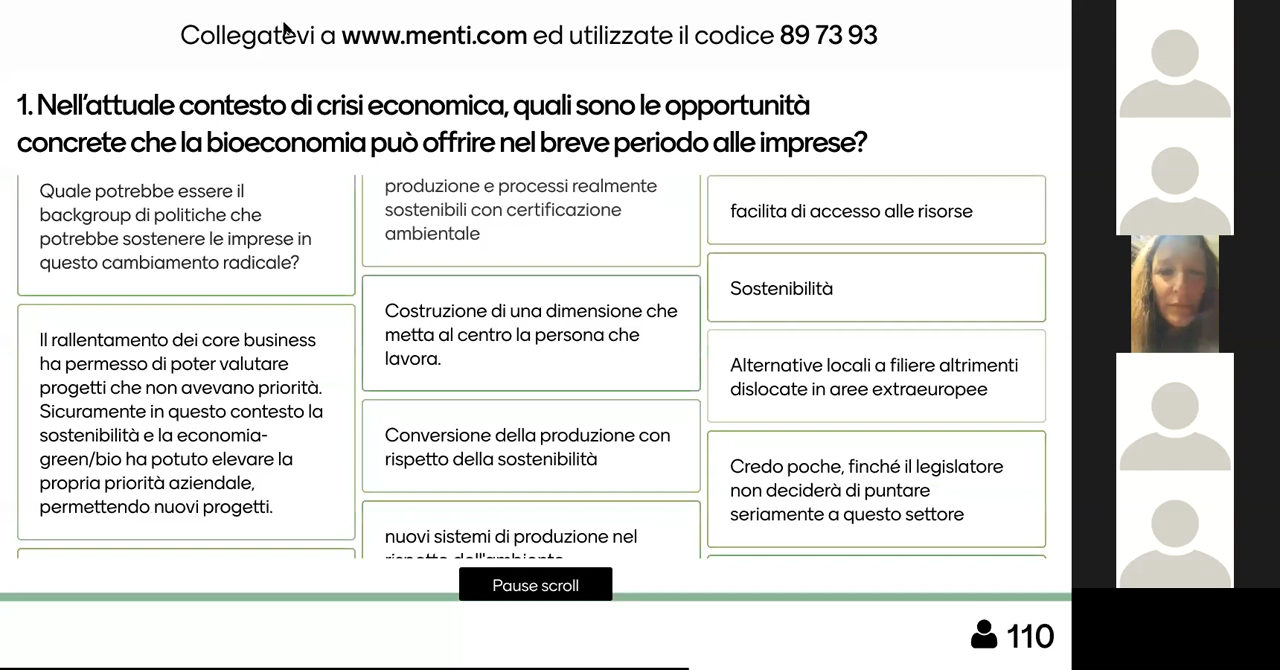 Collegatevi a www.menti.com ed utilizzate il codice 89 73 93
1. Nell'attuale contesto di crisi economica, quali sono le opportunità
concrete che la bioeconomia può offrire nel breve periodo alle imprese?
Quale potrebbe essere il
backgroup di politiche che
potrebbe sostenere le imprese in
questo cambiamento radicale?
Il rallentamento dei core business
ha permesso di poter valutare
progetti che non avevano priorità.
Sicuramente in questo contesto la
sostenibilità e la economia-
green/bio ha potuto elevare la
propria priorità aziendale,
permettendo nuovi progetti.
produzione e processi realmente
sostenibili con certificazione
ambientale
Costruzione di una dimensione che
metta al centro la persona che
lavora.
Conversione della produzione con
rispetto della sostenibilità
nuovi sistemi di produzione nel
rispetto dell'ambiente
facilita di accesso alle risorse
Sostenibilità
Alternative locali a filiere altrimenti
dislocate in aree extraeuropee
Credo poche, finché il legislatore
non deciderà di puntare
seriamente a questo settore
Pause scroll
110